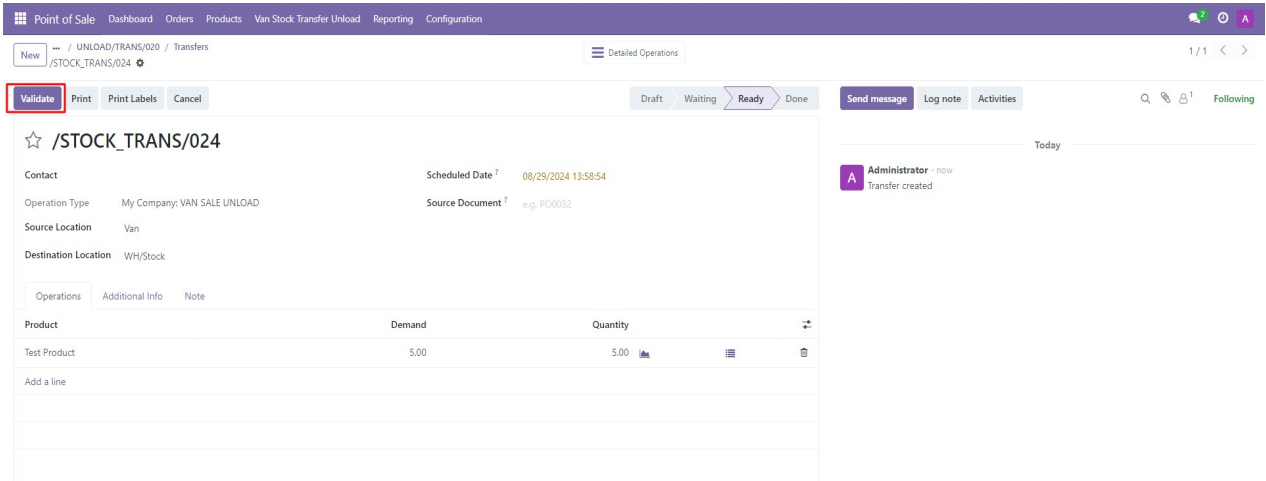 Point of Sale Dashboard Orders Products Van Stock Transfer Unload Reporting Configuration 2 A
New ... / UNLOAD/TRANS/020 / Transfers Detailed Operations 1 / 1
/STOCK_TRANS/024
Validate Print Print Labels Cancel Draft Waiting Ready Done Send message Log note Activities 1 Following
/STOCK_TRANS/024
Today
Contact Scheduled Date ? 08/29/2024 13:58:54
A Administrator - now
Transfer created
Operation Type My Company: VAN SALE UNLOAD Source Document ? e.g. PO0032
Source Location Van
Destination Location WH/Stock
Operations Additional Info Note
Product Demand Quantity
Test Product 5.00 5.00
Add a line